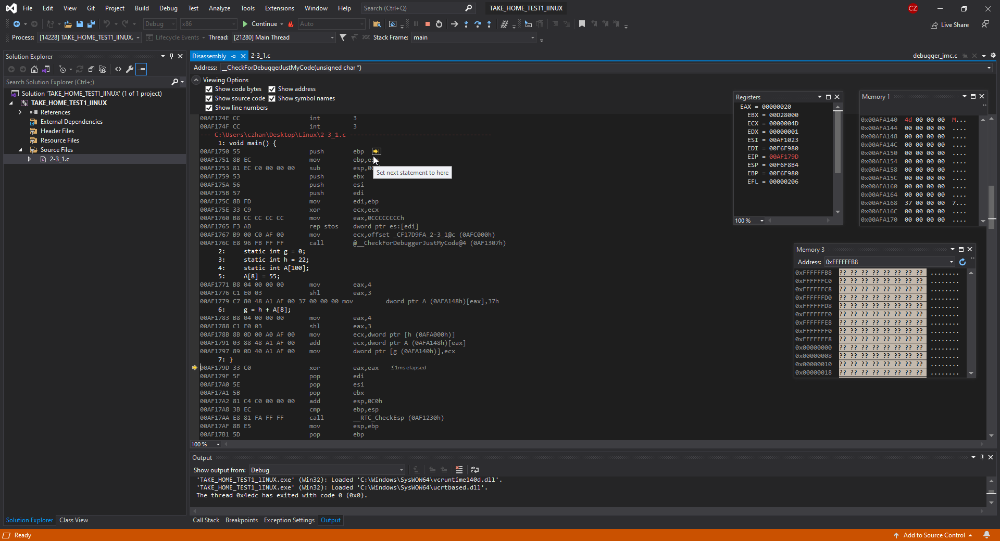 File Edit View Git Project Build Debug Test Analyze Tools Extensions Window Help Search (Ctrl+Q) TAKE_HOME_TEST1_lINUX CZ
Debug x86 Continue Auto Live Share
Process: [14228] TAKE_HOME_TEST1_lINUX. Lifecycle Events Thread: [21280] Main Thread Stack Frame: main
Solution Explorer
Search Solution Explorer (Ctrl+;)
Solution 'TAKE_HOME_TEST1_lINUX' (1 of 1 project)
TAKE_HOME_TEST1_lINUX
References
External Dependencies
Header Files
Resource Files
Source Files
2-3_1.c
Disassembly 2-3_1.c debugger_jmc.c
Address: __CheckForDebuggerJustMyCode(unsigned char *)
Viewing Options
Show code bytes Show address
Show source code Show symbol names
Show line numbers
00AF174E CC int 3
00AF174F CC int 3
--- C:\Users\czhan\Desktop\Linux\2-3_1.c ---------------------------------------
1: void main() {
00AF1750 55 push ebp
00AF1751 8B EC mov ebp,es
00AF1753 81 EC C0 00 00 00 sub esp,0C
Set next statement to here
00AF1759 53 push ebx
00AF175A 56 push esi
00AF175B 57 push edi
00AF175C 8B FD mov edi,ebp
00AF175E 33 C9 xor ecx,ecx
00AF1760 B8 CC CC CC CC mov eax,0CCCCCCCCh
00AF1765 F3 AB rep stos dword ptr es:[edi]
00AF1767 B9 00 C0 AF 00 mov ecx,offset _CF17D9FA_2-3_1@c (0AFC000h)
00AF176C E8 96 FB FF FF call @__CheckForDebuggerJustMyCode@4 (0AF1307h)
2: static int g = 0;
3: static int h = 22;
4: static int A[100];
5: A[8] = 55;
00AF1771 B8 04 00 00 00 mov eax,4
00AF1776 C1 E0 03 shl eax,3
00AF1779 C7 80 48 A1 AF 00 37 00 00 00 mov dword ptr A (0AFA148h)[eax],37h
6: g = h + A[8];
00AF1783 B8 04 00 00 00 mov eax,4
00AF1788 C1 E0 03 shl eax,3
00AF178B 8B 0D 00 A0 AF 00 mov ecx,dword ptr [h (0AFA000h)]
00AF1791 03 88 48 A1 AF 00 add ecx,dword ptr A (0AFA148h)[eax]
00AF1797 89 0D 40 A1 AF 00 mov dword ptr [g (0AFA140h)],ecx
7: }
00AF179D 33 C0 xor eax,eax ≤1ms elapsed
00AF179F 5F pop edi
00AF17A0 5E pop esi
00AF17A1 5B pop ebx
00AF17A2 81 C4 C0 00 00 00 add esp,0C0h
00AF17A8 3B EC cmp ebp,esp
00AF17AA E8 81 FA FF FF call __RTC_CheckEsp (0AF1230h)
00AF17AF 8B E5 mov esp,ebp
00AF17B1 5D pop ebp
100 %
Registers
EAX = 00000020
EBX = 00D28000
ECX = 0000004D
EDX = 00000001
ESI = 00AF1023
EDI = 00F6F980
EIP = 00AF179D
ESP = 00F6F8B4
EBP = 00F6F980
EFL = 00000206
100 %
Memory 1
0x00AFA140 4d 00 00 00 M...
0x00AFA144 00 00 00 00 ....
0x00AFA148 00 00 00 00 ....
0x00AFA14C 00 00 00 00 ....
0x00AFA150 00 00 00 00 ....
0x00AFA154 00 00 00 00 ....
0x00AFA158 00 00 00 00 ....
0x00AFA15C 00 00 00 00 ....
0x00AFA160 00 00 00 00 ....
0x00AFA164 00 00 00 00 ....
0x00AFA168 37 00 00 00 7...
0x00AFA16C 00 00 00 00 ....
0x00AFA170 00 00 00 00 ....
Memory 3
Address: 0xFFFFFFB8
0xFFFFFFB8 ?? ?? ?? ?? ?? ?? ?? ?? ........
0xFFFFFFC0 ?? ?? ?? ?? ?? ?? ?? ?? ........
0xFFFFFFC8 ?? ?? ?? ?? ?? ?? ?? ?? ........
0xFFFFFFD0 ?? ?? ?? ?? ?? ?? ?? ?? ........
0xFFFFFFD8 ?? ?? ?? ?? ?? ?? ?? ?? ........
0xFFFFFFE0 ?? ?? ?? ?? ?? ?? ?? ?? ........
0xFFFFFFE8 ?? ?? ?? ?? ?? ?? ?? ?? ........
0xFFFFFFF0 ?? ?? ?? ?? ?? ?? ?? ?? ........
0xFFFFFFF8 ?? ?? ?? ?? ?? ?? ?? ?? ........
0x00000000 ?? ?? ?? ?? ?? ?? ?? ?? ........
0x00000008 ?? ?? ?? ?? ?? ?? ?? ?? ........
0x00000010 ?? ?? ?? ?? ?? ?? ?? ?? ........
0x00000018 ?? ?? ?? ?? ?? ?? ?? ?? ........
Output
Show output from: Debug
'TAKE_HOME_TEST1_lINUX.exe' (Win32): Loaded 'C:\Windows\SysWOW64\vcruntime140d.dll'.
'TAKE_HOME_TEST1_lINUX.exe' (Win32): Loaded 'C:\Windows\SysWOW64\ucrtbased.dll'.
The thread 0x4edc has exited with code 0 (0x0).
Solution Explorer Class View Call Stack Breakpoints Exception Settings Output
Ready Add to Source Control